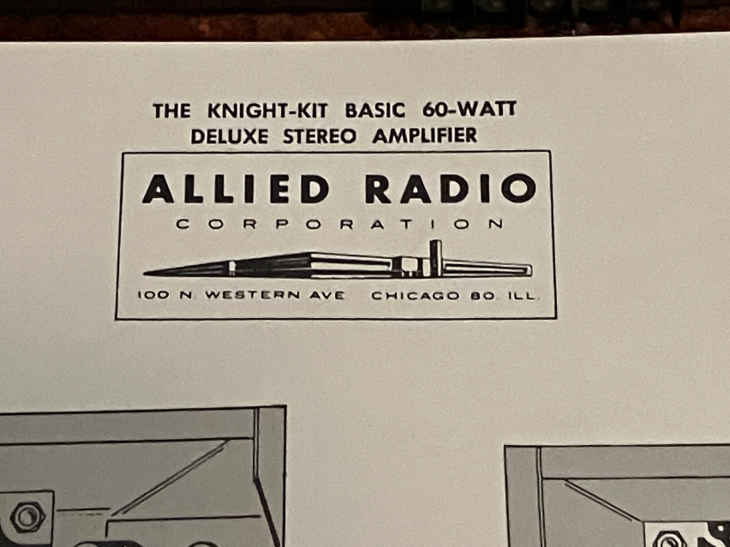 THE KNIGHT-KIT BASIC 60-WATT
DELUXE STEREO AMPLIFIER
ALLIED RADIO
CORPORATION
100 N. WESTERN AVE. CHICAGO 80, ILL.